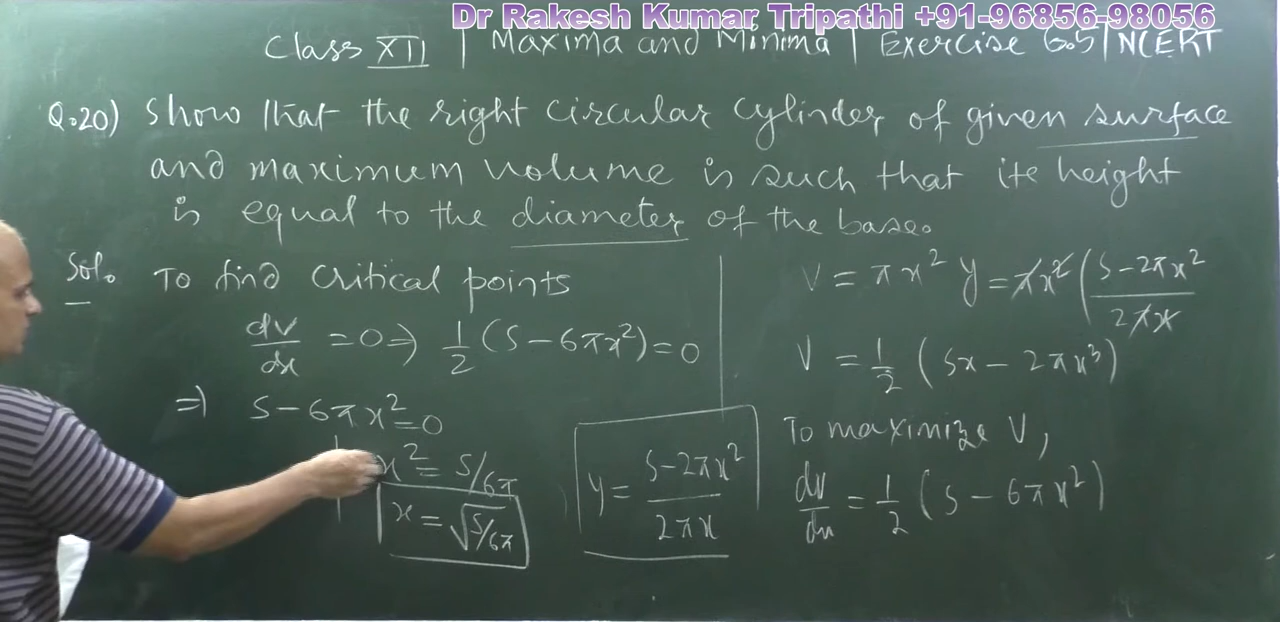 Dr Rakesh Kumar Tripathi +91-96856-98056
Class XII | Maxima and Minima | Exercise 6.5 | NCERT
Q.20) Show that the right circular cylinder of given surface
and maximum volume is such that its height
is equal to the diameter of the base.
Sol. To find critical points
dv/dx = 0 ⇒ 1/2 (S - 6πx²) = 0
⇒ S - 6πx² = 0
x² = S/6π
x = √(S/6π)
y = (S - 2πx²)/(2πx)
V = πx² y = πx² ((S - 2πx²)/(2πx)
V = 1/2 (Sx - 2πx³)
To maximize V,
dv/dx = 1/2 (S - 6πx²)